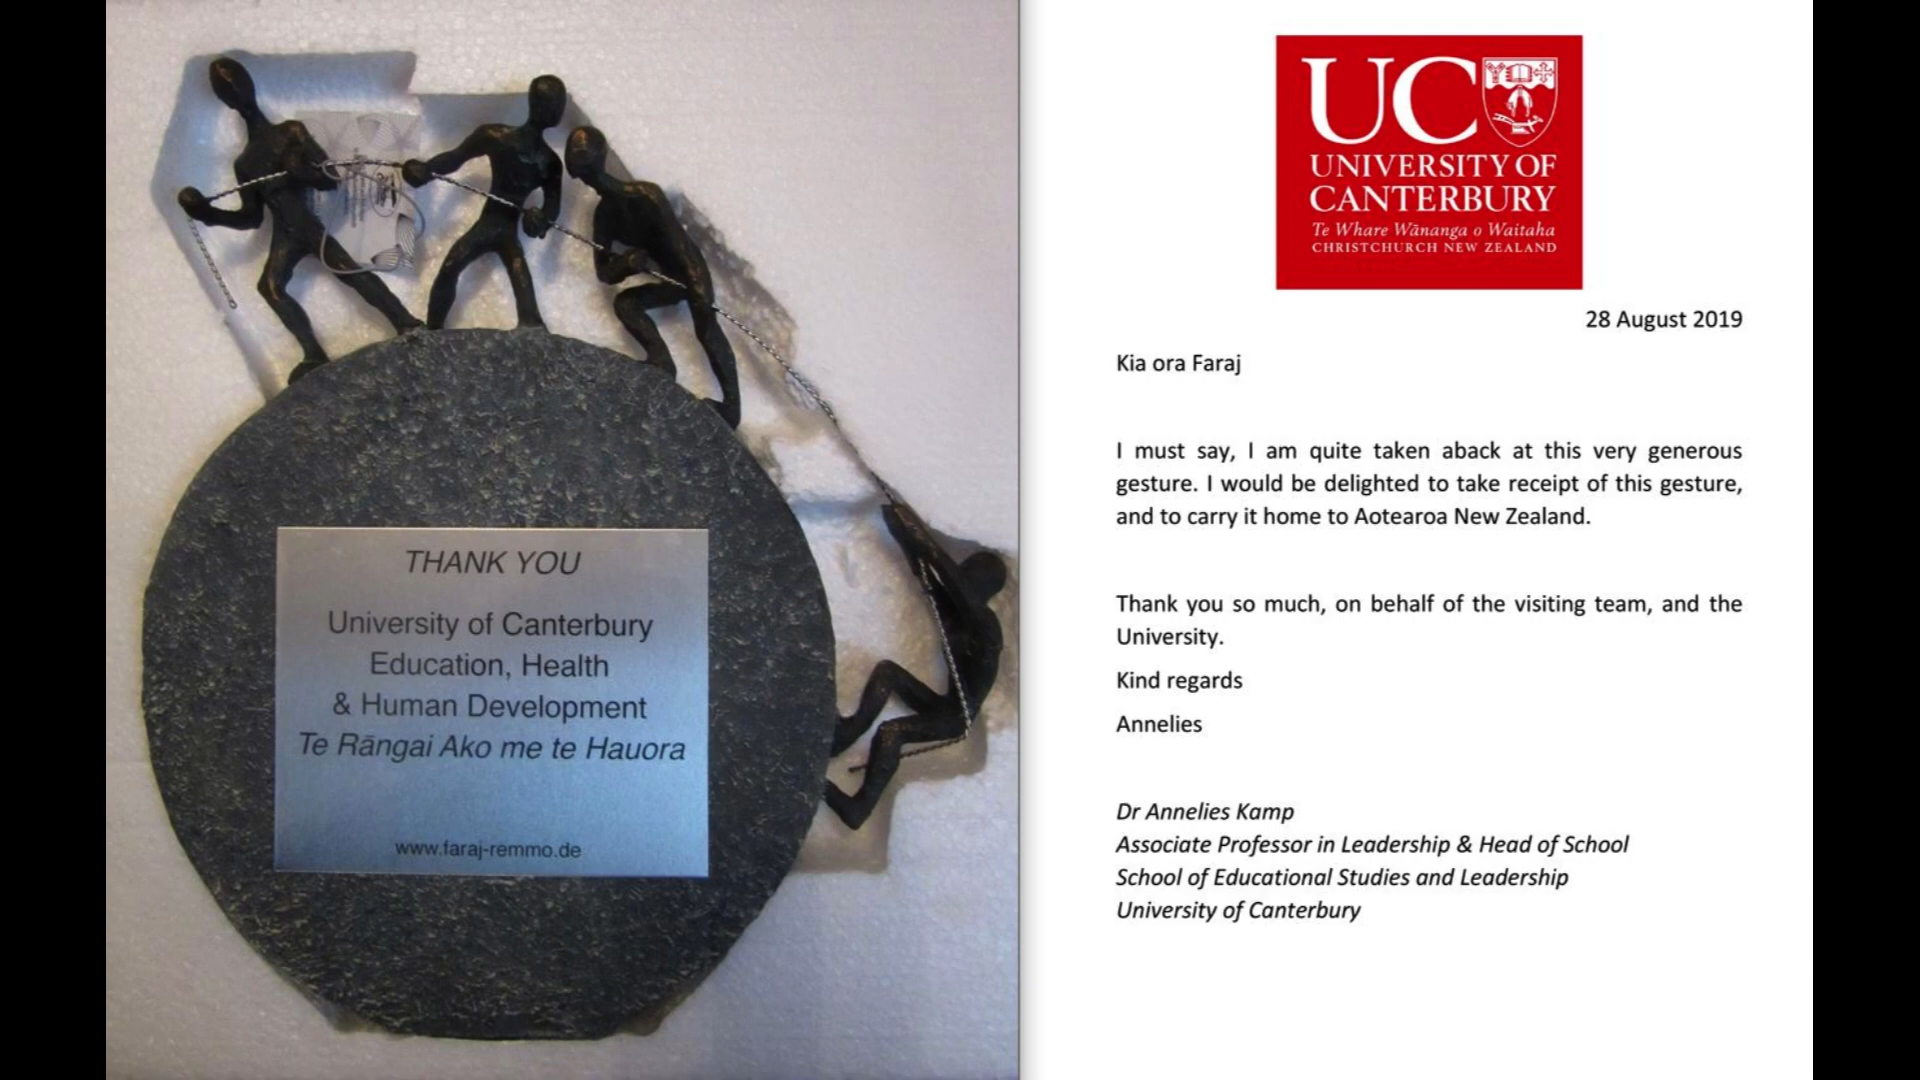 THANK YOU
University of Canterbury
Education, Health
& Human Development
Te Rāngai Ako me te Hauora
www.faraj-remmo.de
UC
UNIVERSITY OF
CANTERBURY
Te Whare Wānanga o Waitaha
CHRISTCHURCH NEW ZEALAND
28 August 2019
Kia ora Faraj
I must say, I am quite taken aback at this very generous
gesture. I would be delighted to take receipt of this gesture,
and to carry it home to Aotearoa New Zealand.
Thank you so much, on behalf of the visiting team, and the
University.
Kind regards
Annelies
Dr Annelies Kamp
Associate Professor in Leadership & Head of School
School of Educational Studies and Leadership
University of Canterbury